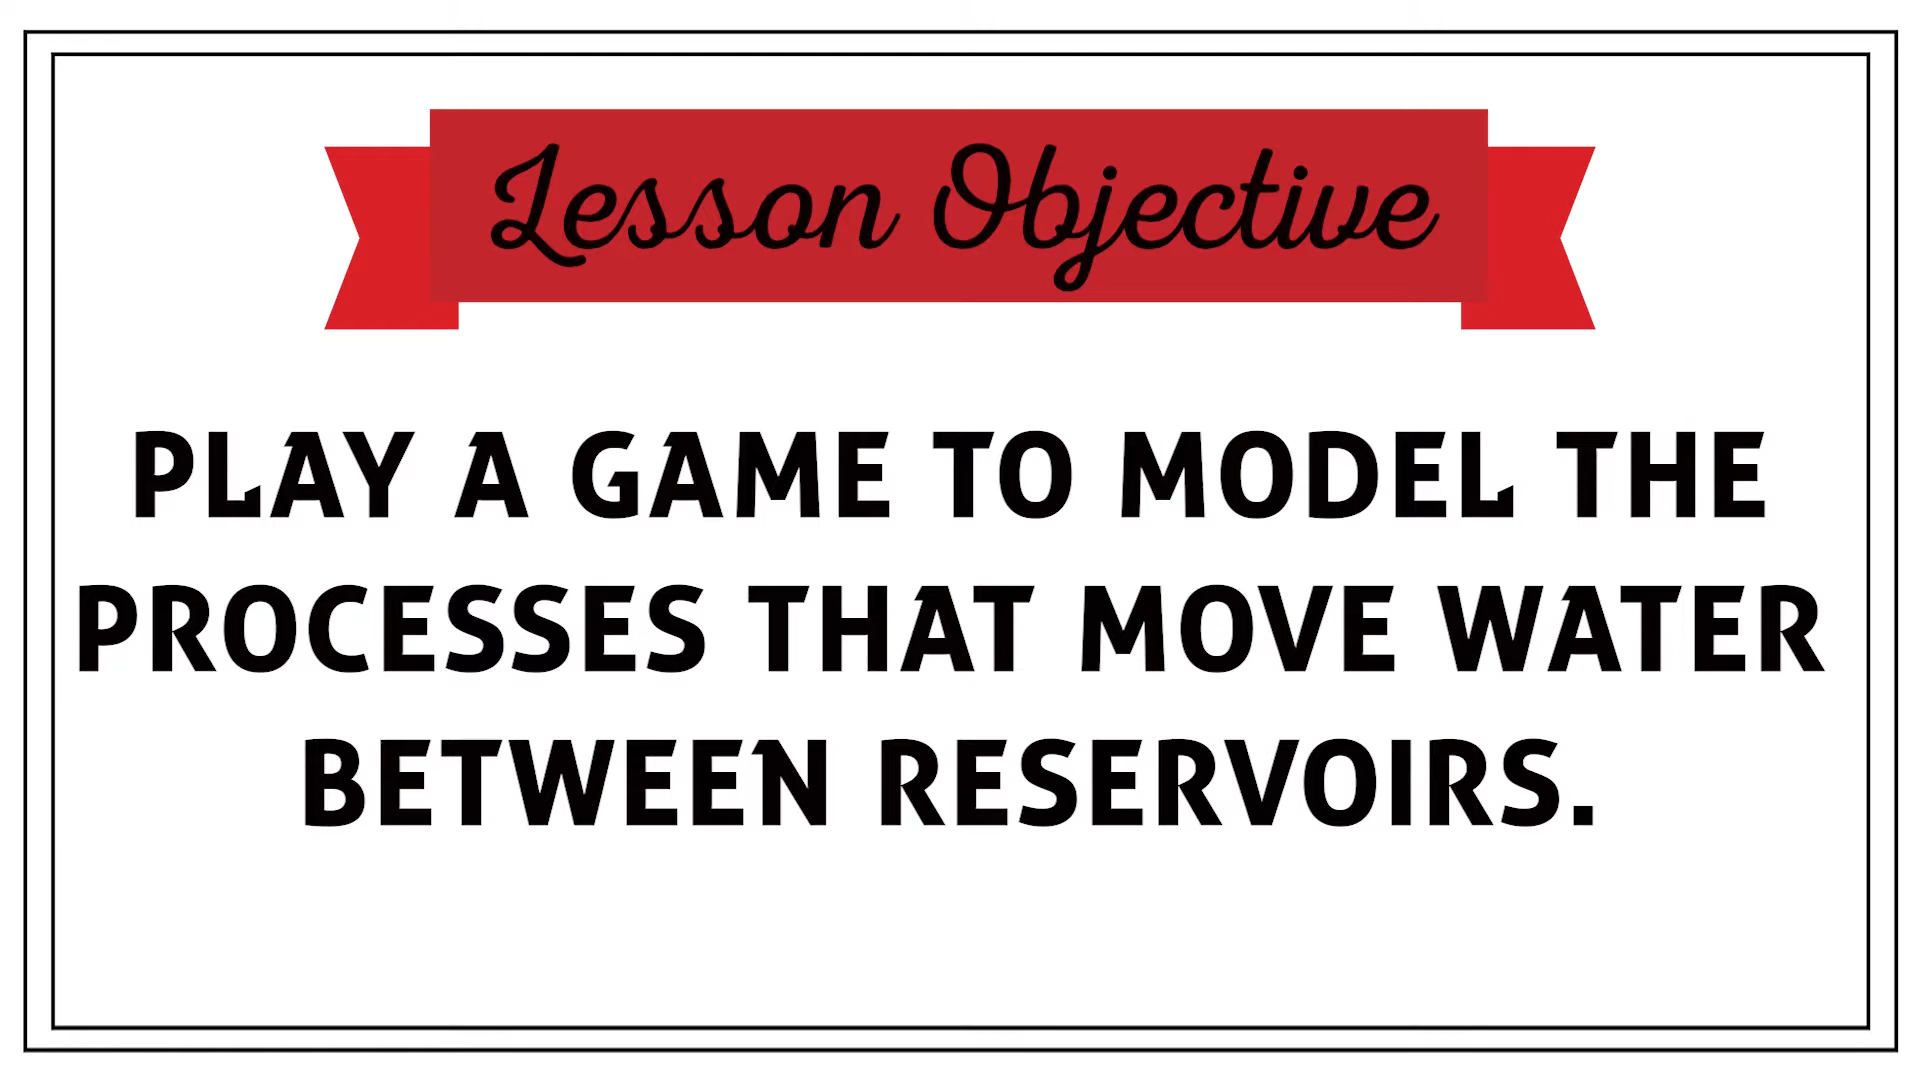 Lesson Objective
PLAY A GAME TO MODEL THE
PROCESSES THAT MOVE WATER
BETWEEN RESERVOIRS.